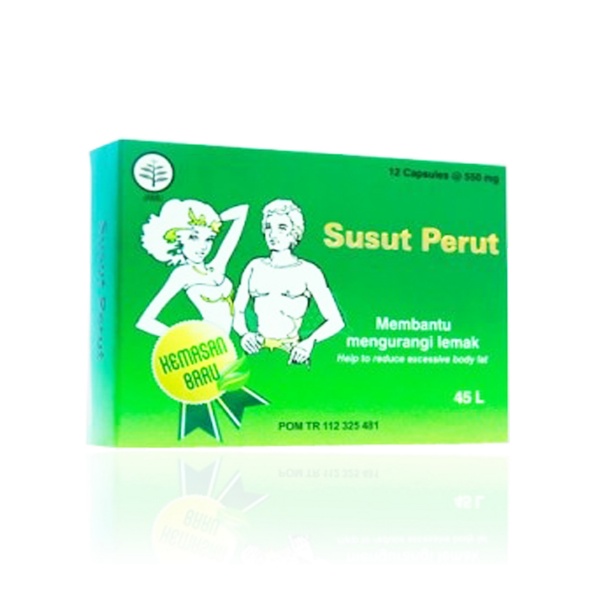 JAMU
12 Capsules @ 550 mg
Susut Perut
Susut Perut
Membantu
mengurangi lemak
Help to reduce excessive body fat
KEMASAN
BARU
45 L
POM TR 112 325 481